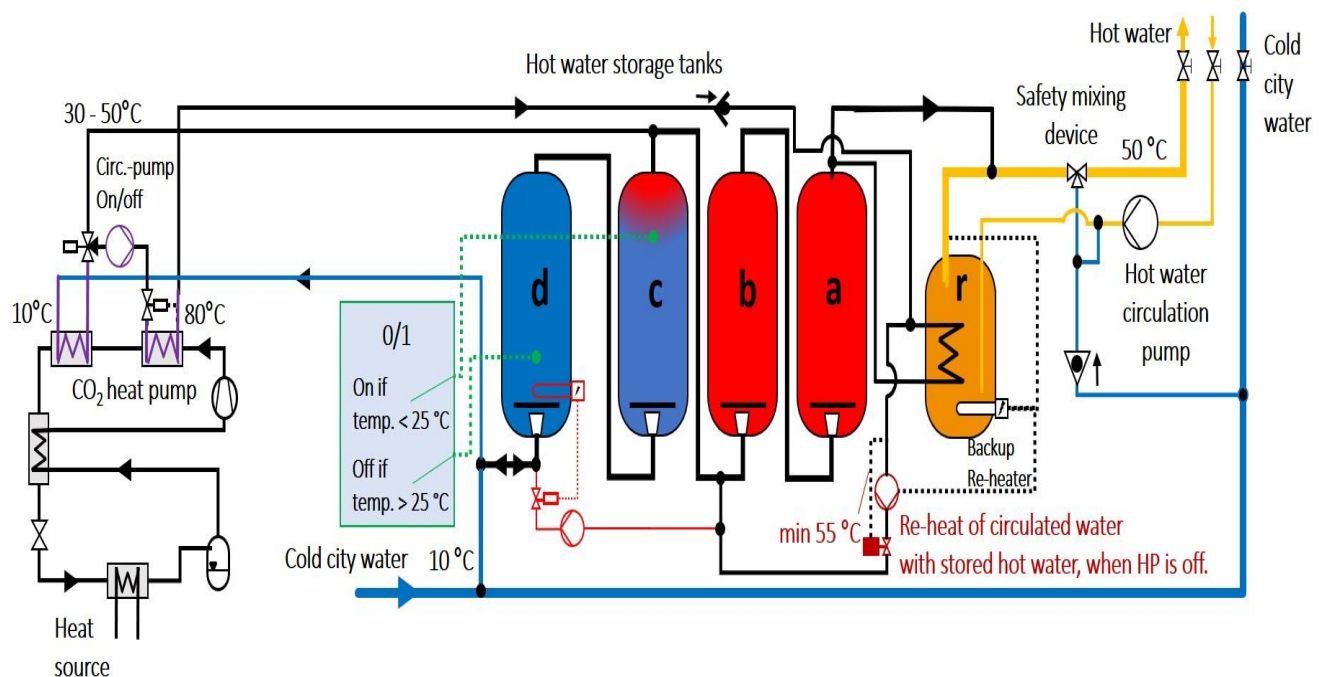 Hot water
Cold
city
water
Hot water storage tanks
Safety mixing
device
30 - 50°C
50 °C
Circ.-pump
On/off
d
c
b
a
r
Hot water
circulation
pump
10°C
80°C
CO₂ heat pump
0/1
On if
temp. < 25 °C
Off if
temp. > 25 °C
Backup
Re-heater
min 55 °C
Re-heat of circulated water
with stored hot water, when HP is off.
Cold city water 10 °C
Heat
source